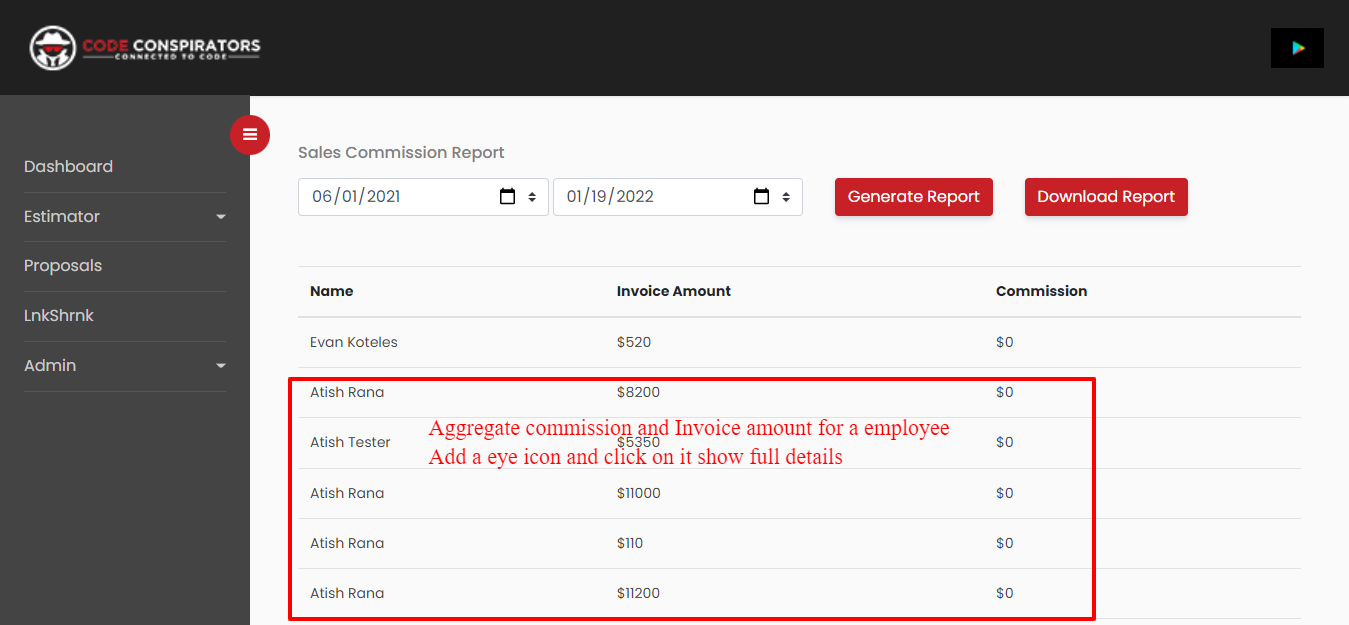 CODE CONSPIRATORS
CONNECTED TO CODE
Dashboard
Estimator
Proposals
LnkShrnk
Admin
Sales Commission Report
06/01/2021 01/19/2022 Generate Report Download Report
Name Invoice Amount Commission
Evan Koteles $520 $0
Atish Rana $8200 $0
Aggregate commission and Invoice amount for a employee
Atish Tester $5350 $0
Add a eye icon and click on it show full details
Atish Rana $11000 $0
Atish Rana $110 $0
Atish Rana $11200 $0